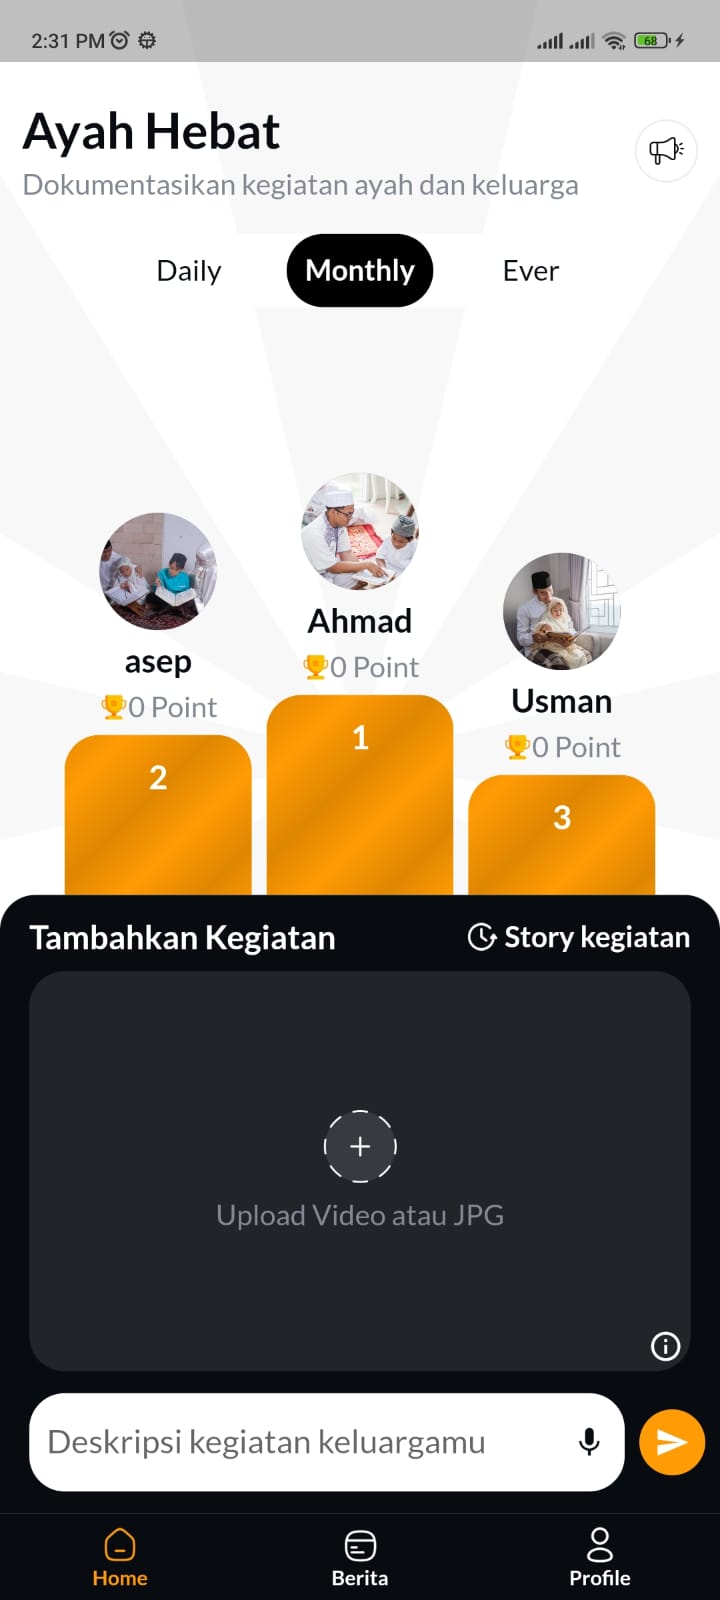 2:31 PM
68
Ayah Hebat
Dokumentasikan kegiatan ayah dan keluarga
Daily Monthly Ever
Ahmad
0 Point
asep
0 Point
Usman
0 Point
1
2
3
Tambahkan Kegiatan Story kegiatan
Upload Video atau JPG
Deskripsi kegiatan keluargamu
Home Berita Profile